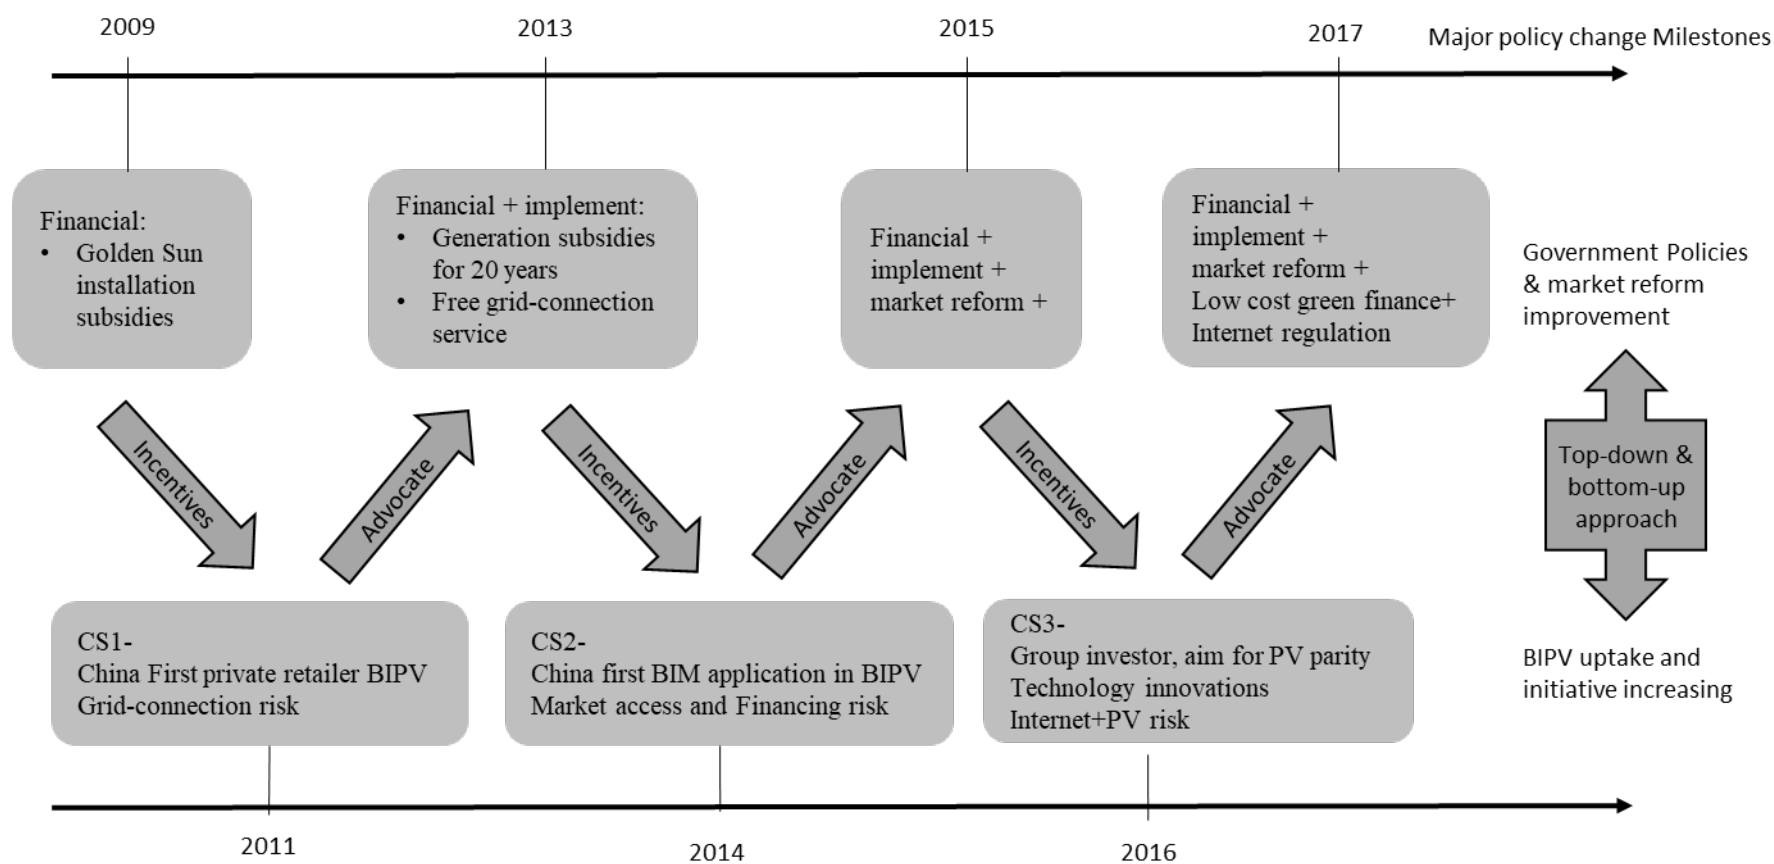 2009
2013
2015
2017
Major policy change Milestones
Financial:
• Golden Sun
installation
subsidies
Financial + implement:
• Generation subsidies
for 20 years
• Free grid-connection
service
Financial +
implement +
market reform +
Financial +
implement +
market reform +
Low cost green finance+
Internet regulation
Government Policies
& market reform
improvement
Incentives
Advocate
Incentives
Advocate
Incentives
Advocate
Top-down &
bottom-up
approach
CS1-
China First private retailer BIPV
Grid-connection risk
CS2-
China first BIM application in BIPV
Market access and Financing risk
CS3-
Group investor, aim for PV parity
Technology innovations
Internet+PV risk
BIPV uptake and
initiative increasing
2011
2014
2016